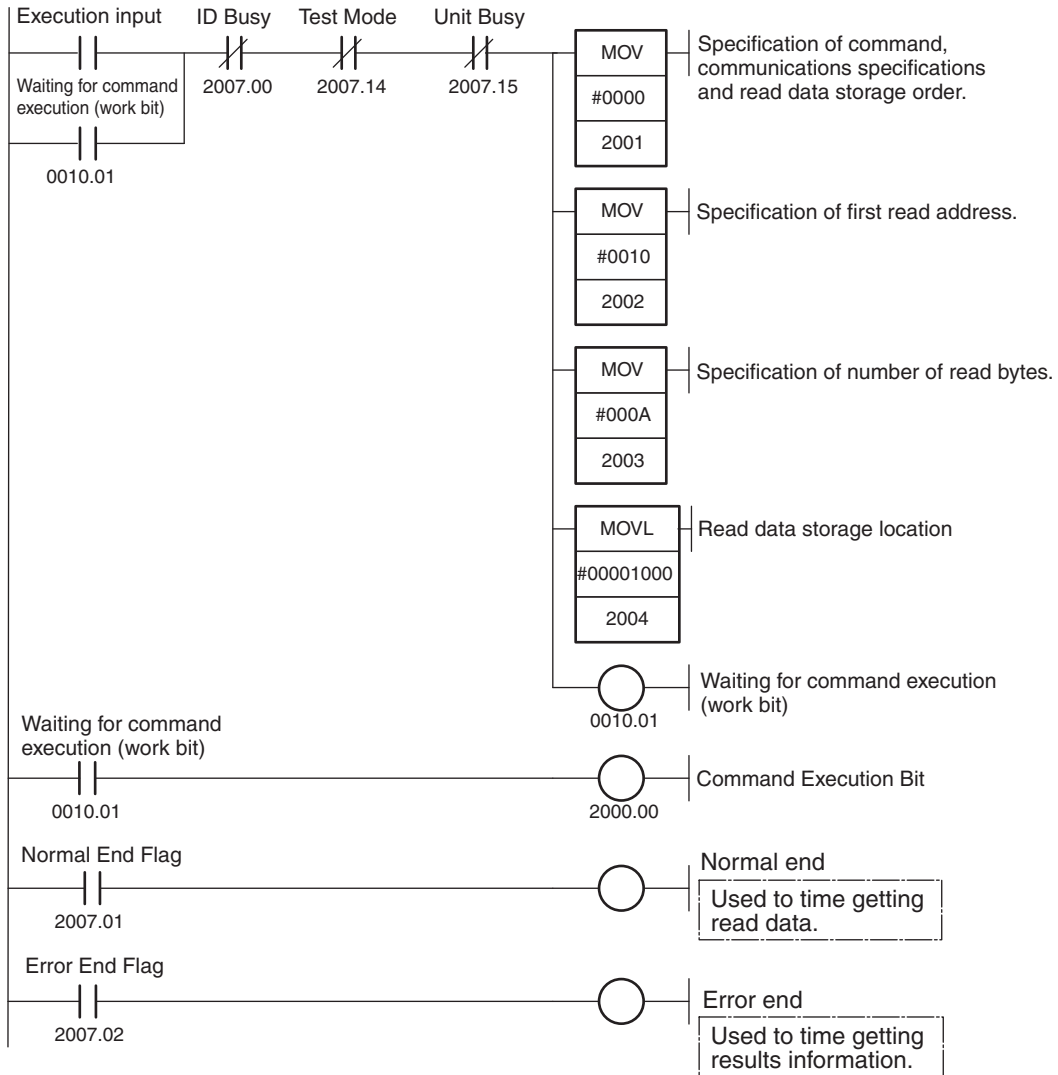 Execution input
ID Busy
Test Mode
Unit Busy
2007.00
2007.14
2007.15
Waiting for command
execution (work bit)
0010.01
MOV
#0000
2001
Specification of command,
communications specifications
and read data storage order.
MOV
#0010
2002
Specification of first read address.
MOV
#000A
2003
Specification of number of read bytes.
MOVL
#00001000
2004
Read data storage location
0010.01
Waiting for command execution
(work bit)
Waiting for command
execution (work bit)
0010.01
2000.00
Command Execution Bit
Normal End Flag
2007.01
Normal end
Used to time getting
read data.
Error End Flag
2007.02
Error end
Used to time getting
results information.